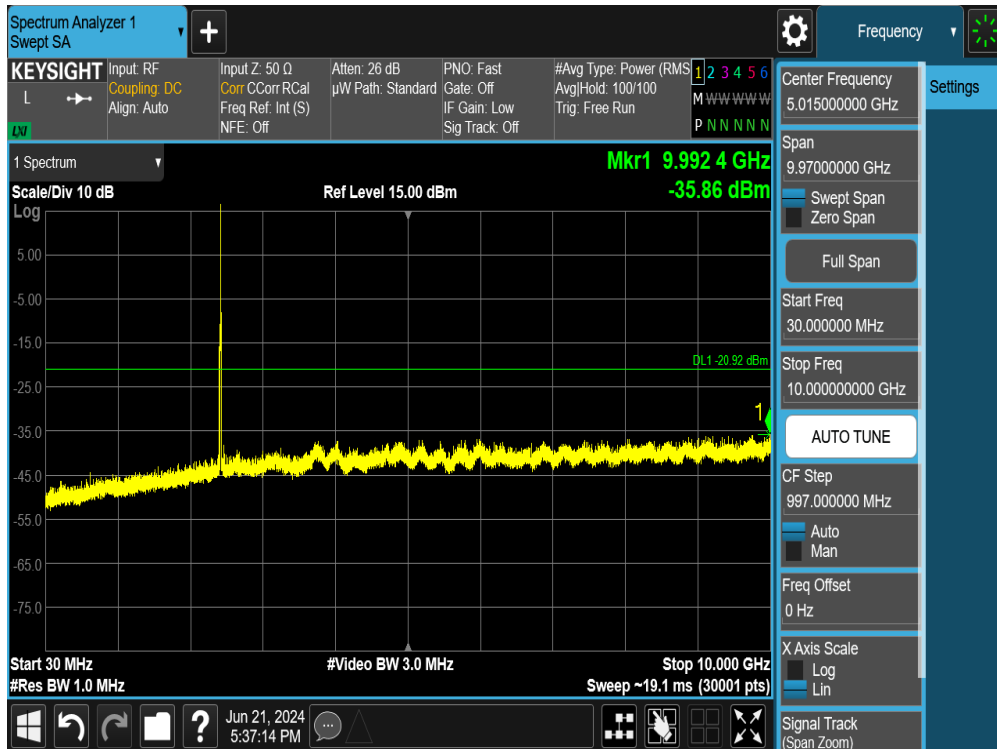 Spectrum Analyzer 1
Swept SA
Frequency
KEYSIGHT
L
LXI
Input: RF
Coupling: DC
Align: Auto
Input Z: 50 Ω
Corr CCorr RCal
Freq Ref: Int (S)
NFE: Off
Atten: 26 dB
µW Path: Standard
PNO: Fast
Gate: Off
IF Gain: Low
Sig Track: Off
#Avg Type: Power (RMS
Avg|Hold: 100/100
Trig: Free Run
1 2 3 4 5 6
M W W W W W
P N N N N N
1 Spectrum
Mkr1 9.992 4 GHz
Scale/Div 10 dB
Ref Level 15.00 dBm
-35.86 dBm
Log
5.00
-5.00
-15.0
DL1 -20.92 dBm
-25.0
1
-35.0
-45.0
-55.0
-65.0
-75.0
Start 30 MHz
#Video BW 3.0 MHz
Stop 10.000 GHz
#Res BW 1.0 MHz
Sweep ~19.1 ms (30001 pts)
Jun 21, 2024
5:37:14 PM
Center Frequency
5.015000000 GHz
Settings
Span
9.97000000 GHz
Swept Span
Zero Span
Full Span
Start Freq
30.000000 MHz
Stop Freq
10.000000000 GHz
AUTO TUNE
CF Step
997.000000 MHz
Auto
Man
Freq Offset
0 Hz
X Axis Scale
Log
Lin
Signal Track
(Span Zoom)